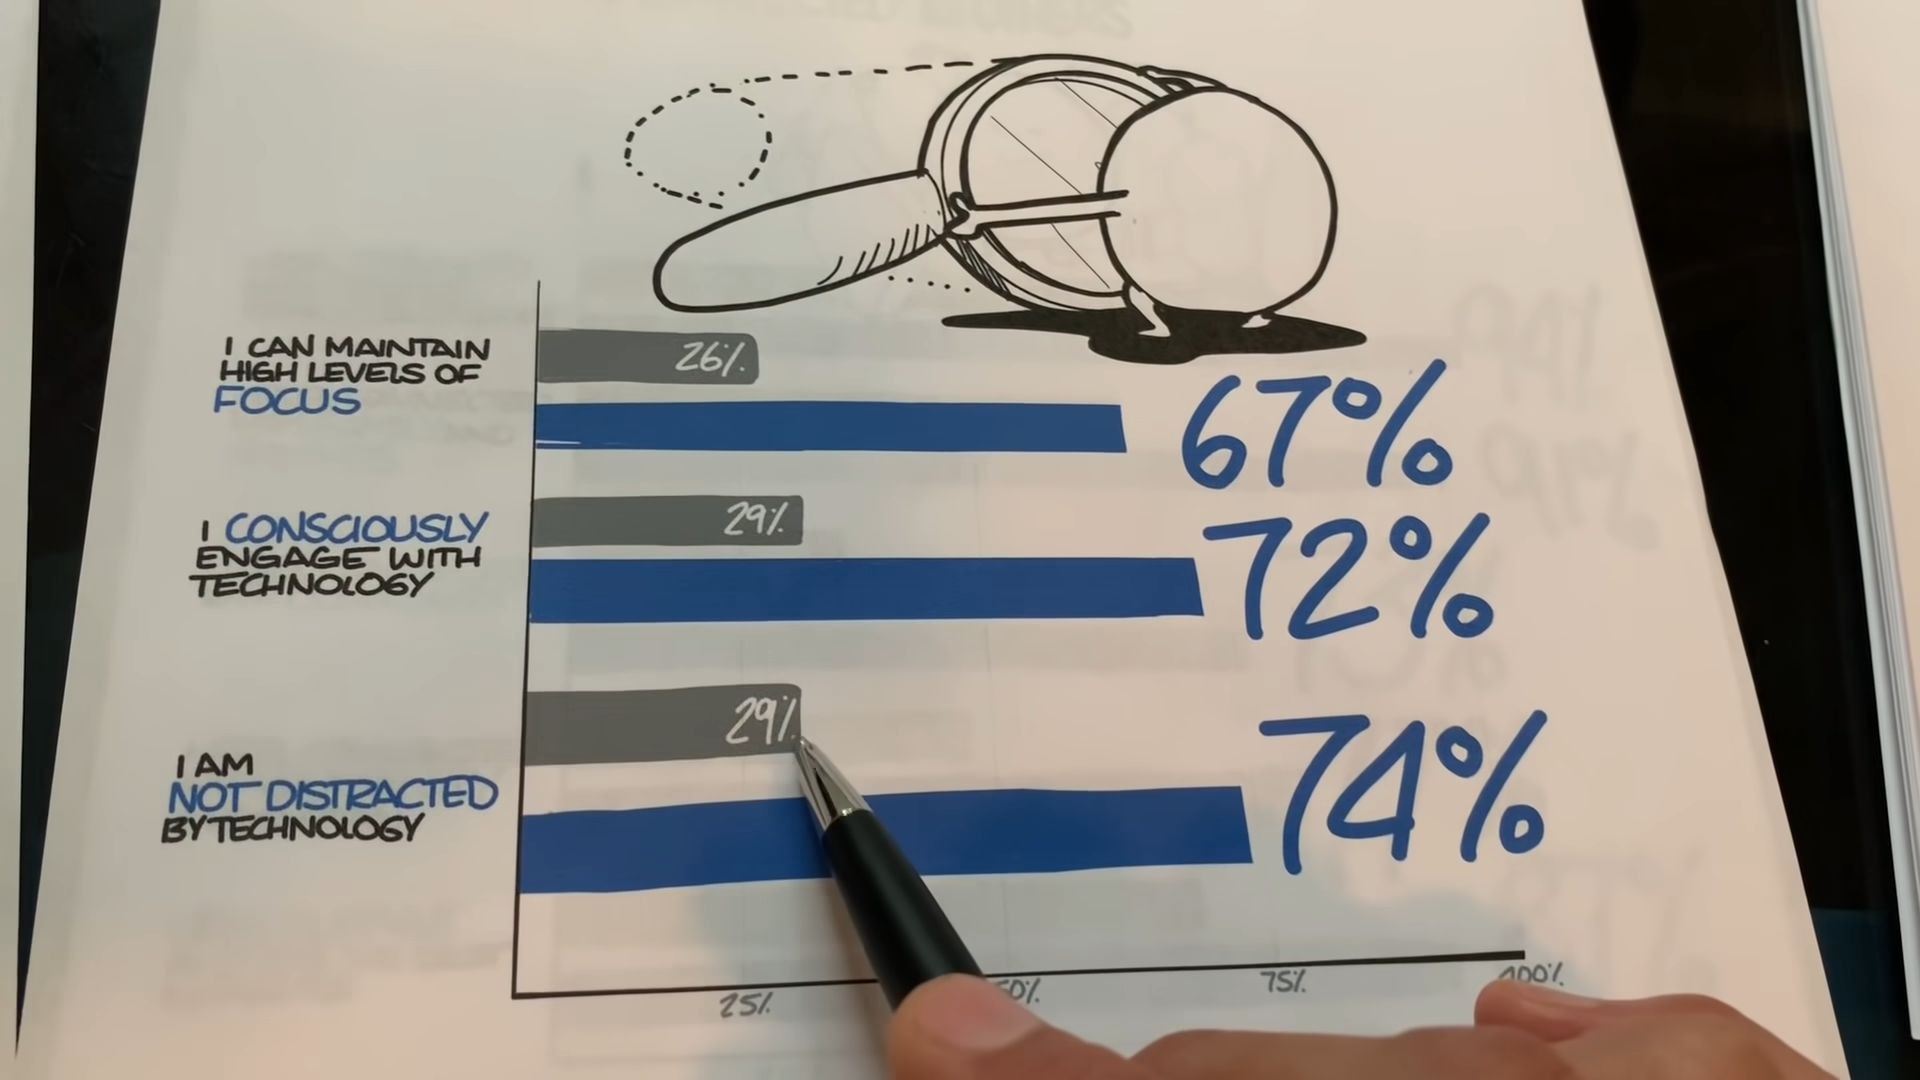 I CAN MAINTAIN
HIGH LEVELS OF
FOCUS
26%
67%
I CONSCIOUSLY
ENGAGE WITH
TECHNOLOGY
29%
72%
I AM
NOT DISTRACTED
BY TECHNOLOGY
29%
74%
25%
50%
75%
100%